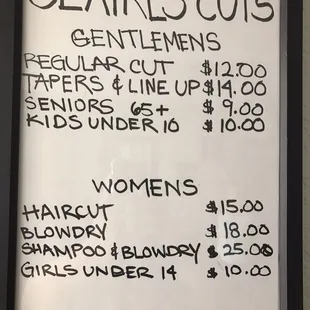 CUTS
GENTLEMENS
REGULAR CUT $12.00
TAPERS & LINE UP $14.00
SENIORS 65+ $ 9.00
KIDS UNDER 10 $ 10.00
WOMENS
HAIRCUT $15.00
BLOWDRY $ 18.00
SHAMPOO & BLOWDRY $ 25.00
GIRLS UNDER 14 $ 10.00